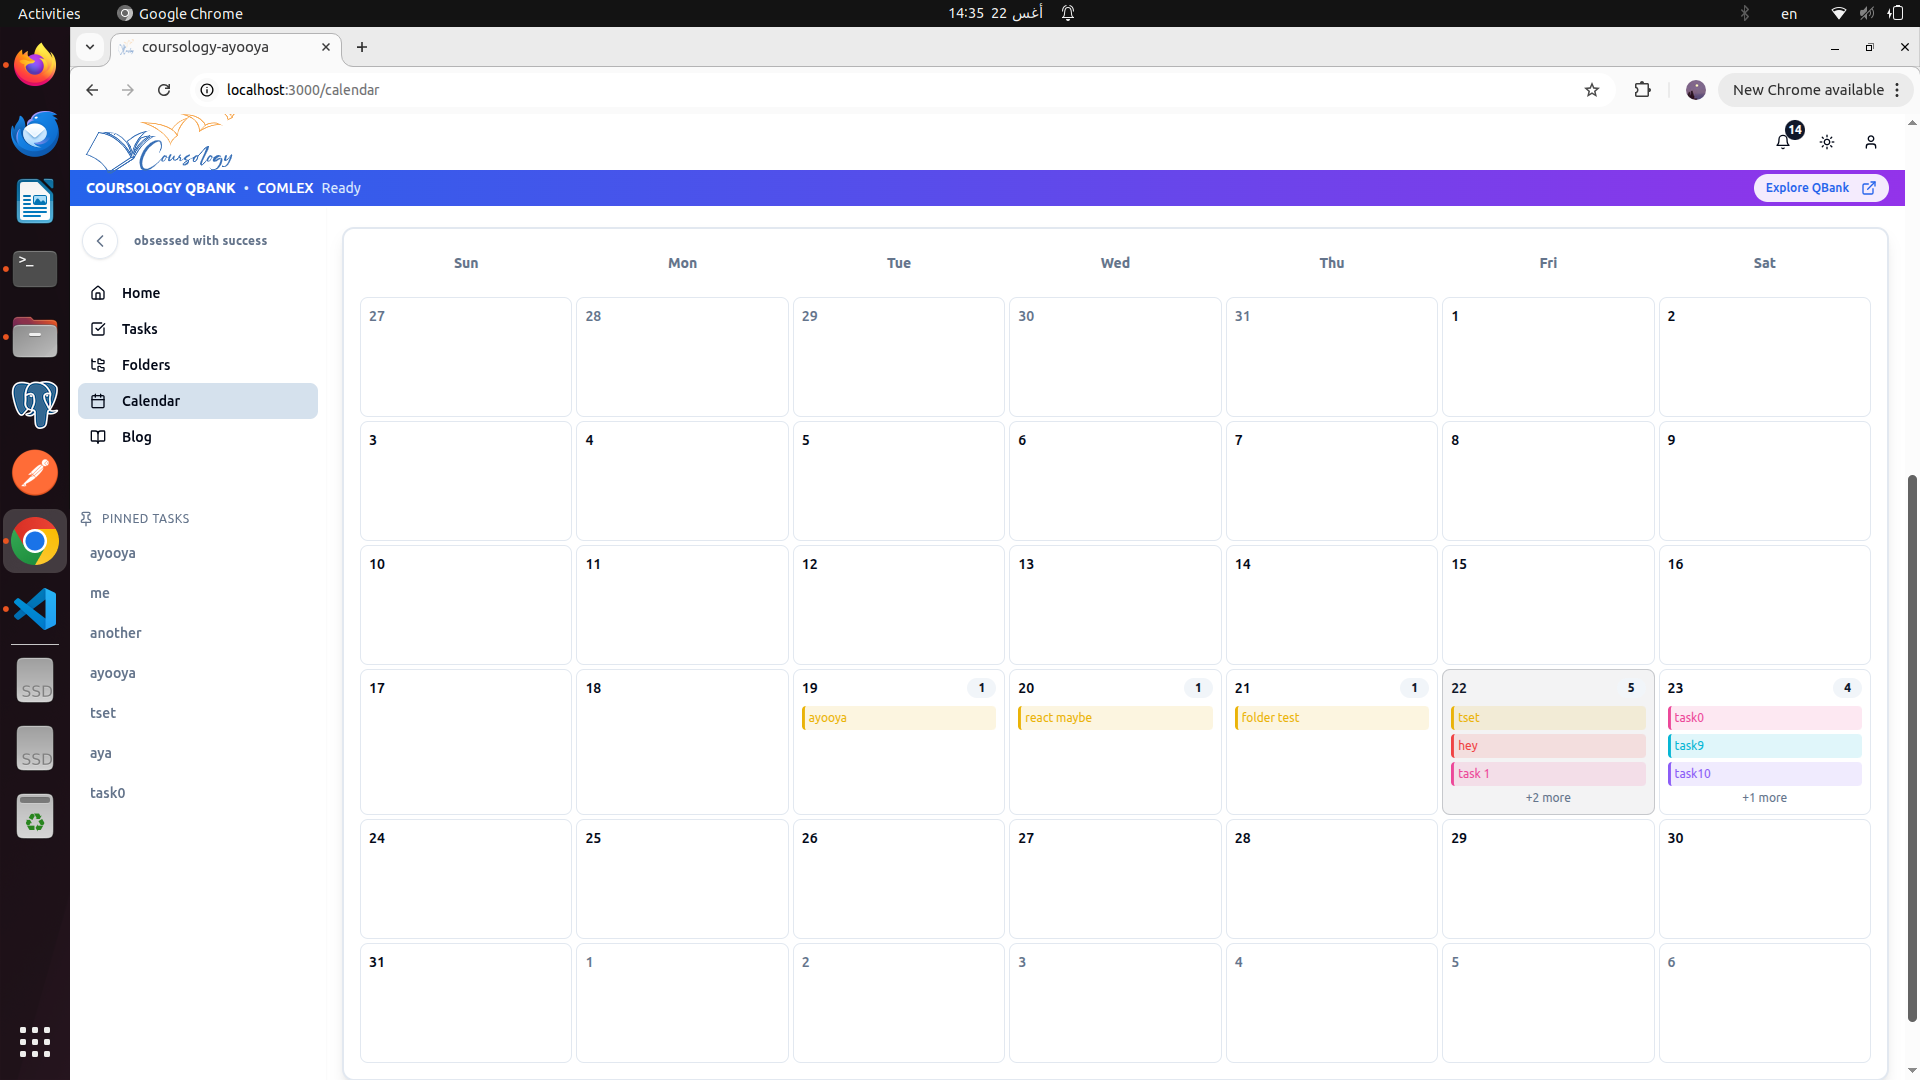 Activities
Google Chrome
14:35 22 أغس
en
coursology-ayooya
localhost:3000/calendar
New Chrome available
Coursology
14
COURSOLOGY QBANK • COMLEX Ready
Explore QBank
obsessed with success
Home
Tasks
Folders
Calendar
Blog
PINNED TASKS
ayooya
me
another
ayooya
tset
aya
task0
Sun Mon Tue Wed Thu Fri Sat
27 28 29 30 31 1 2
3 4 5 6 7 8 9
10 11 12 13 14 15 16
17 18 19 1 20 1 21 1 22 5 23 4
ayooya react maybe folder test tset task0
hey task9
task 1 task10
+2 more +1 more
24 25 26 27 28 29 30
31 1 2 3 4 5 6
SSD
SSD